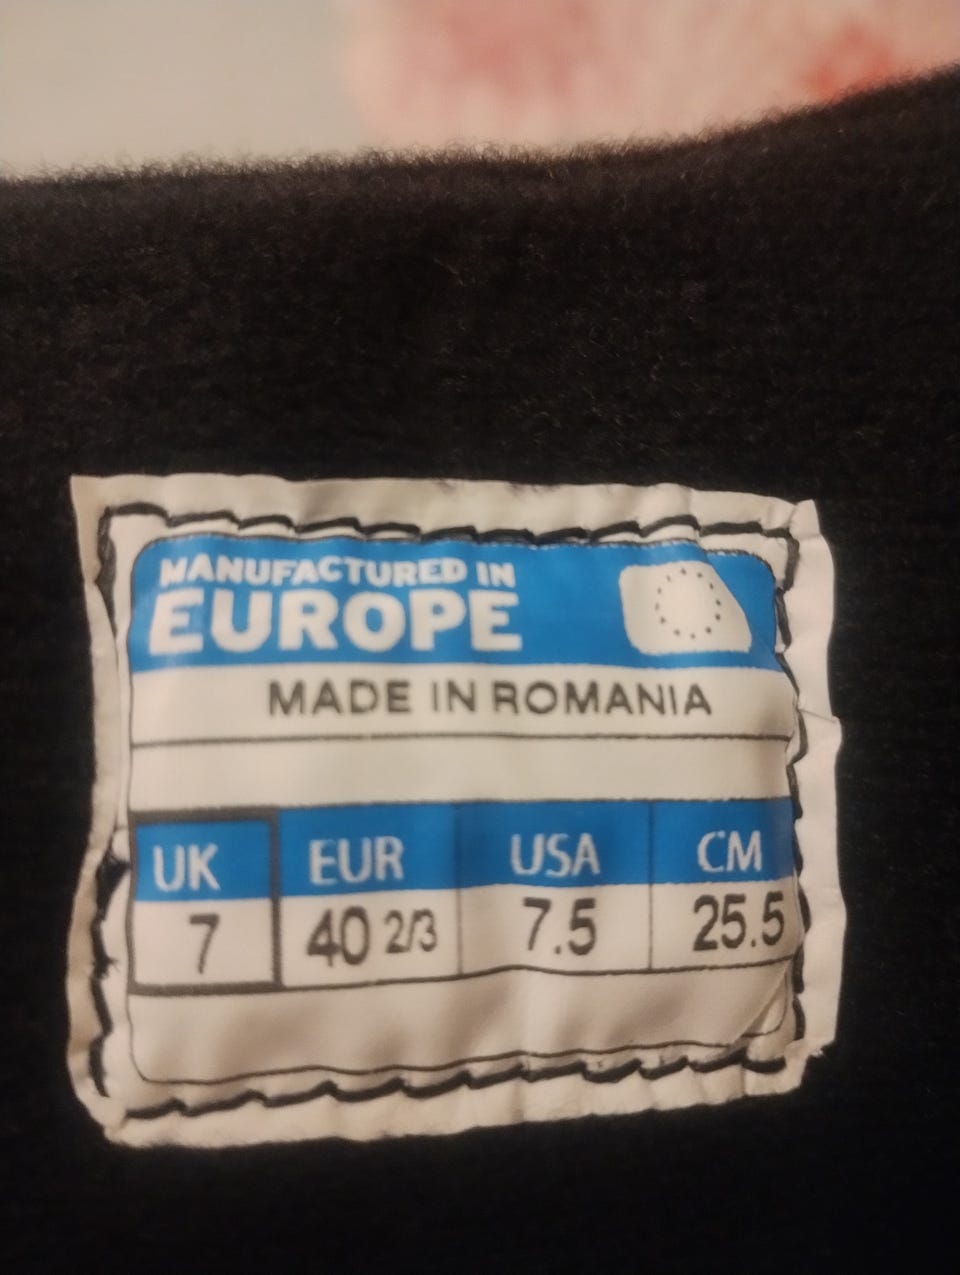 MANUFACTURED IN
EUROPE
MADE IN ROMANIA
UK EUR USA CM
7 40 2/3 7.5 25.5